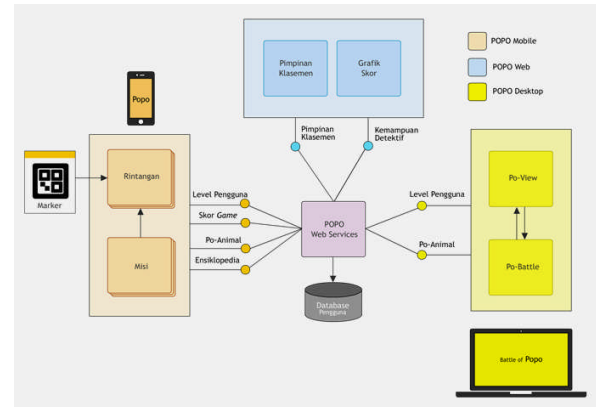 POPO Mobile
POPO Web
POPO Desktop
Pimpinan
Klasemen
Grafik
Skor
Popo
Pimpinan
Klasemen
Kemampuan
Detektif
Marker
Rintangan
Misi
Level Pengguna
Skor Game
Po-Animal
Ensiklopedia
POPO
Web Services
Database
Pengguna
Level Pengguna
Po-Animal
Po-View
Po-Battle
Battle of Popo